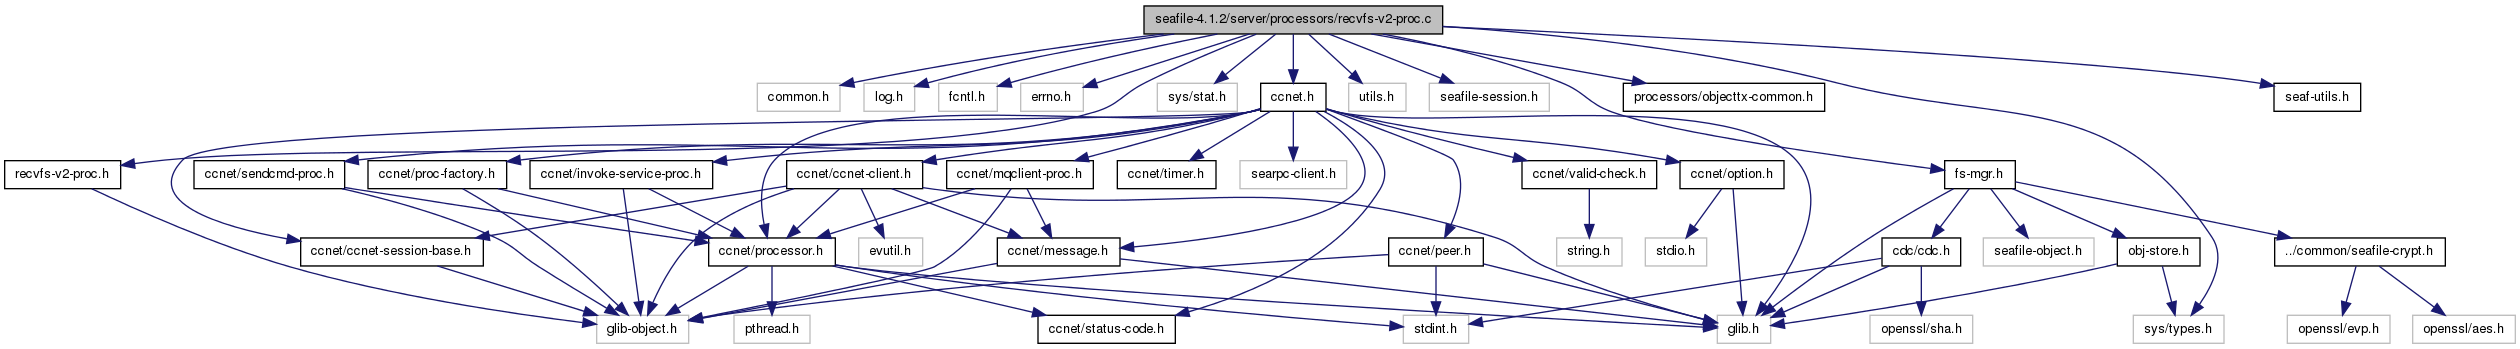 seafile-4.1.2/server/processors/recvfs-v2-proc.c
common.h
log.h
fcntl.h
errno.h
sys/stat.h
ccnet.h
utils.h
seafile-session.h
processors/objecttx-common.h
seaf-utils.h
recvfs-v2-proc.h
ccnet/sendcmd-proc.h
ccnet/proc-factory.h
ccnet/invoke-service-proc.h
ccnet/ccnet-client.h
ccnet/mqclient-proc.h
ccnet/timer.h
searpc-client.h
ccnet/valid-check.h
ccnet/option.h
fs-mgr.h
ccnet/ccnet-session-base.h
ccnet/processor.h
evutil.h
ccnet/message.h
ccnet/peer.h
string.h
stdio.h
cdc/cdc.h
seafile-object.h
obj-store.h
../common/seafile-crypt.h
glib-object.h
pthread.h
ccnet/status-code.h
stdint.h
glib.h
openssl/sha.h
sys/types.h
openssl/evp.h
openssl/aes.h